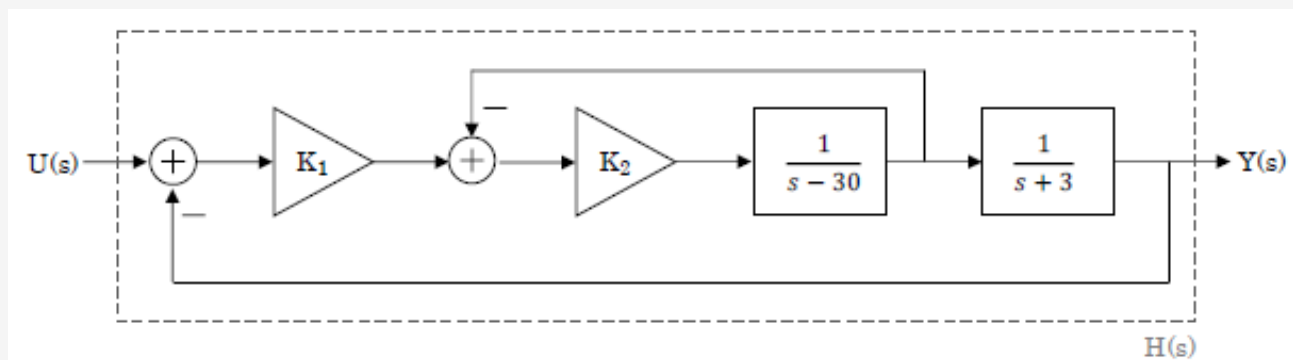 U(s)
+
−
K₁
−
+
K₂
1
s − 30
1
s + 3
Y(s)
H(s)